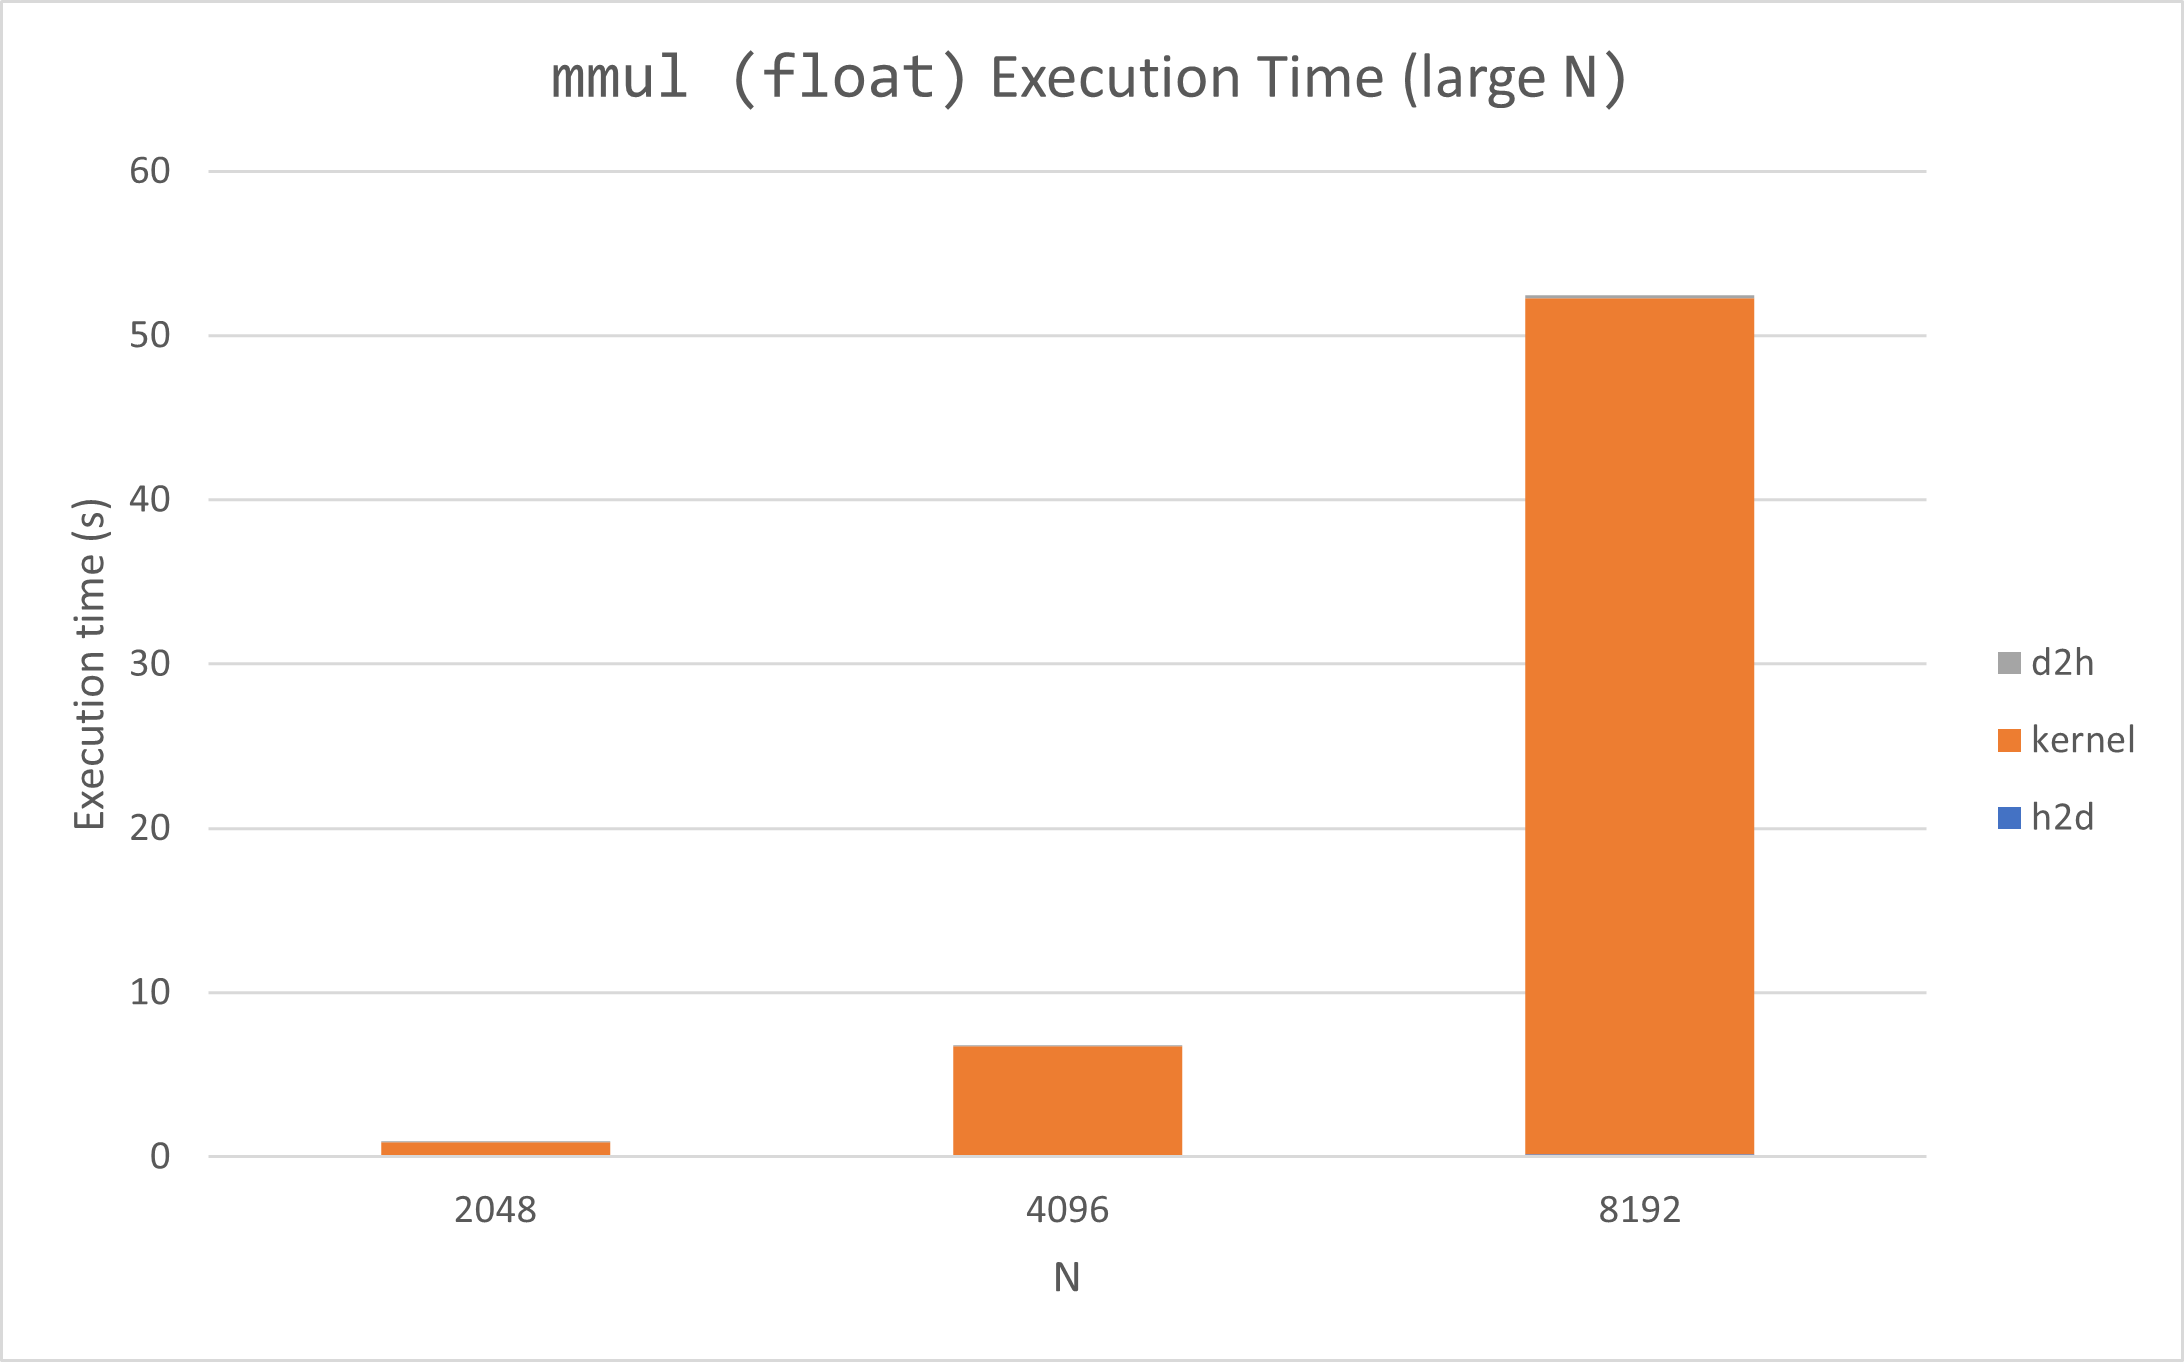 mmul (float) Execution Time (large N)
60
50
40
30
20
10
0
Execution time (s)
2048 4096 8192
N
d2h
kernel
h2d